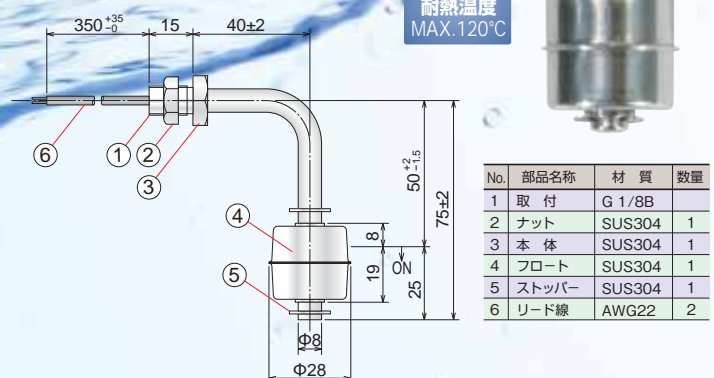 耐熱温度
MAX.120℃
350 +35 -0
15
40±2
⑥
①
②
③
④
⑤
50 +2 -1.5
75±2
8
19
ON
25
Φ8
Φ28
No. 部品名称 材 質 数量
1 取 付 G 1/8B
2 ナット SUS304 1
3 本 体 SUS304 1
4 フロート SUS304 1
5 ストッパー SUS304 1
6 リード線 AWG22 2